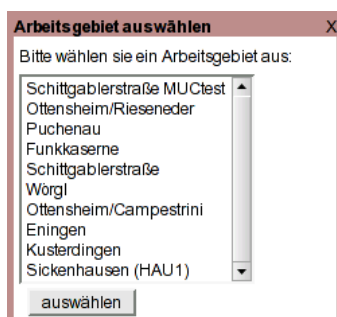 Arbeitsgebiet auswählen X
Bitte wählen sie ein Arbeitsgebiet aus:
Schittgablerstraße MUCtest
Ottensheim/Rieseneder
Puchenau
Funkkaserne
Schittgablerstraße
Wörgl
Ottensheim/Campestrini
Eningen
Kusterdingen
Sickenhausen (HAU1)
auswählen